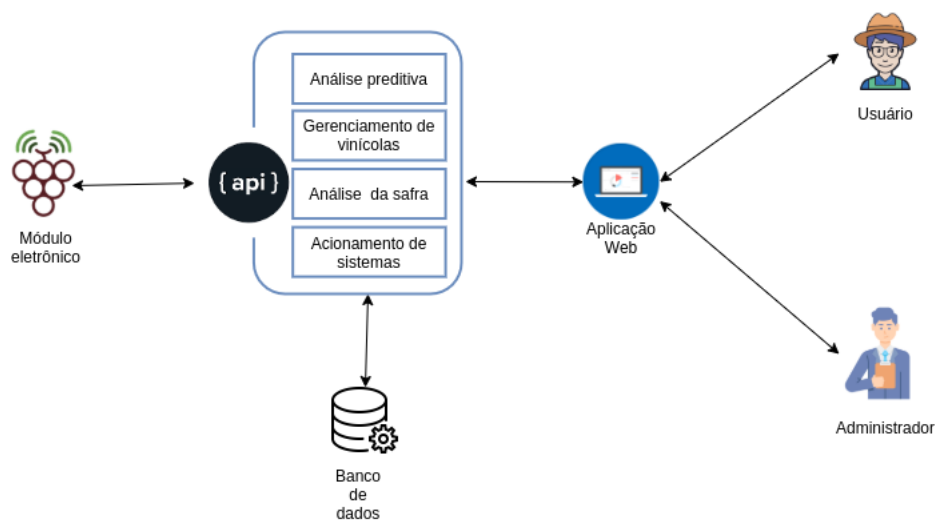 Análise preditiva
Gerenciamento de
vinícolas
{ api }
Análise da safra
Acionamento de
sistemas
Módulo
eletrônico
Aplicação
Web
Usuário
Administrador
Banco
de
dados